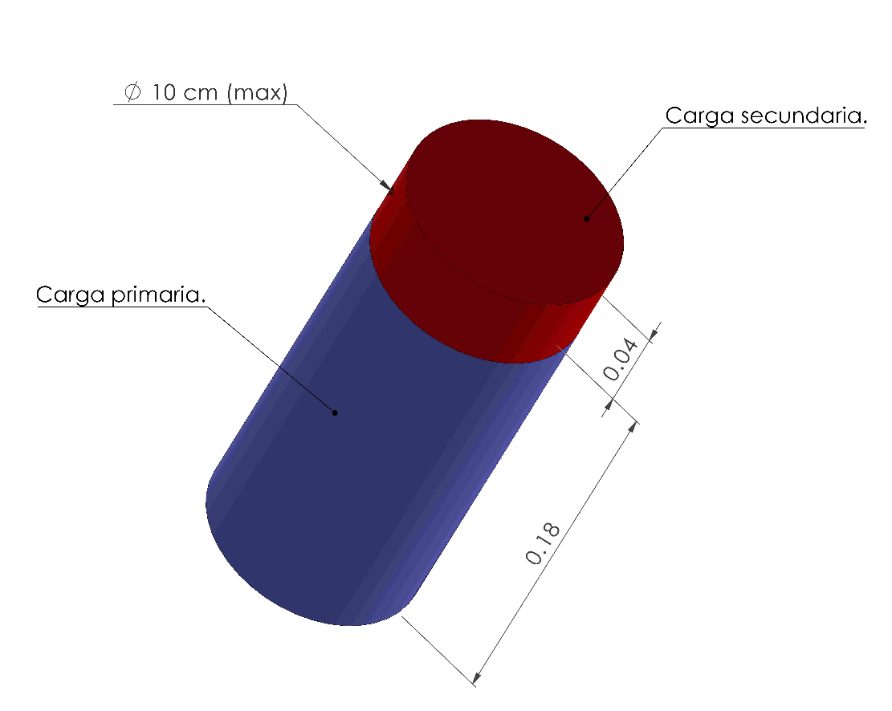 Ø 10 cm (max)
Carga secundaria.
Carga primaria.
0.04
0.18